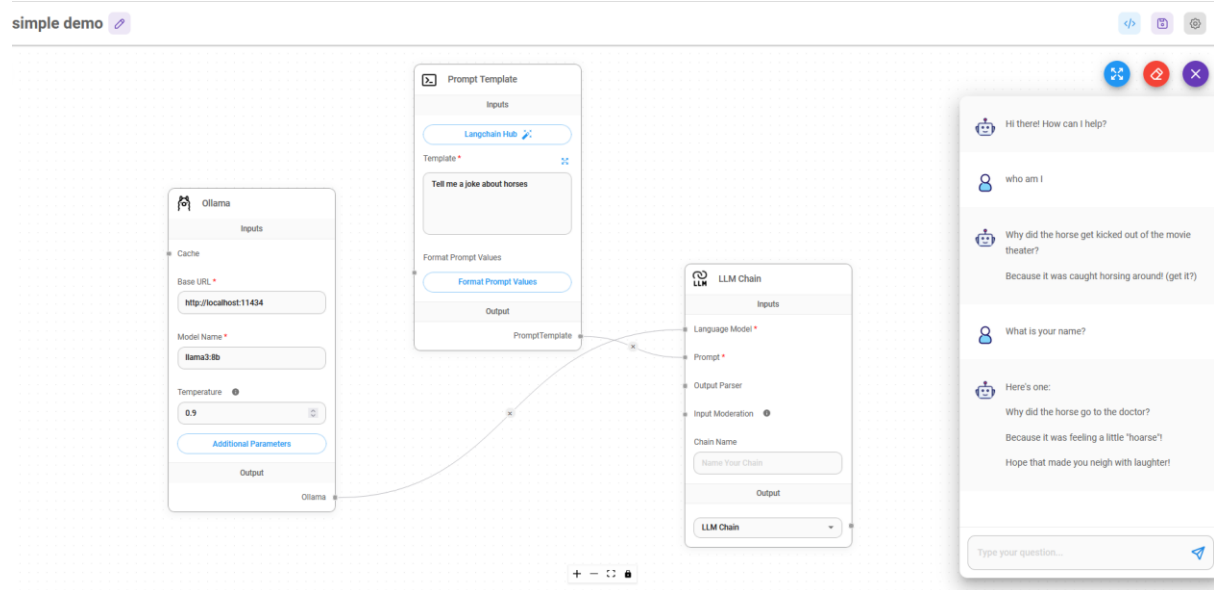 simple demo
Ollama
Inputs
Cache
Base URL *
http://localhost:11434
Model Name *
llama3:8b
Temperature
0.9
Additional Parameters
Output
Ollama
Prompt Template
Inputs
Langchain Hub
Template *
Tell me a joke about horses
Format Prompt Values
Format Prompt Values
Output
PromptTemplate
LLM
LLM Chain
Inputs
Language Model *
Prompt *
Output Parser
Input Moderation
Chain Name
Name Your Chain
Output
LLM Chain
Hi there! How can I help?
who am I
Why did the horse get kicked out of the movie
theater?
Because it was caught horsing around! (get it?)
What is your name?
Here's one:
Why did the horse go to the doctor?
Because it was feeling a little "hoarse"!
Hope that made you neigh with laughter!
Type your question...